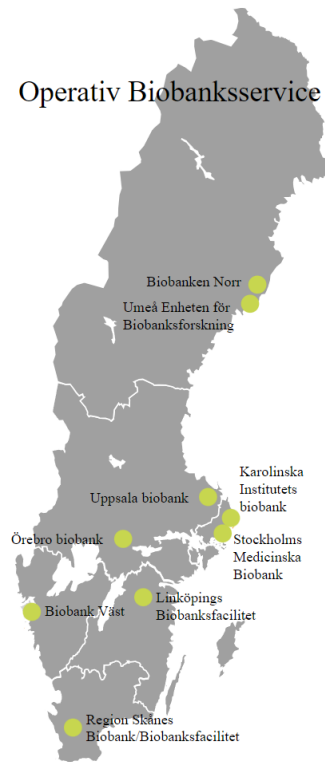 Operativ Biobanksservice
Biobanken Norr
Umeå Enheten för
Biobanksforskning
Karolinska
Institutets
biobank
Uppsala biobank
Örebro biobank
Stockholms
Medicinska
Biobank
Linköpings
Biobanksfacilitet
Biobank Väst
Region Skånes
Biobank/Biobanksfacilitet